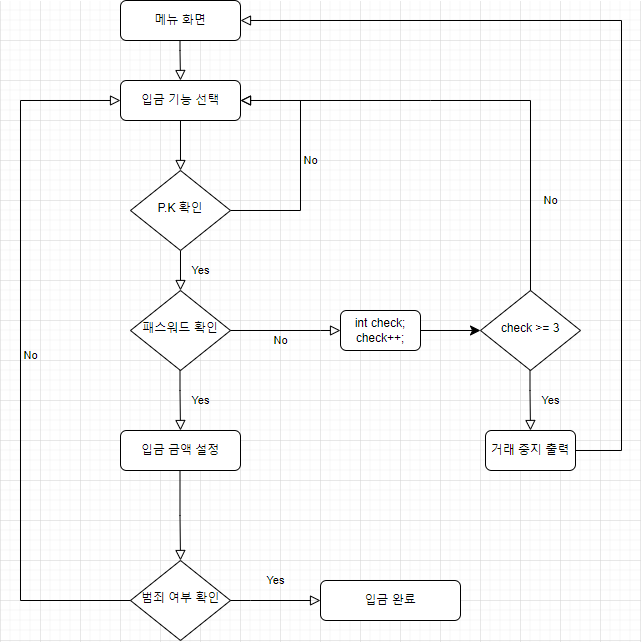 메뉴 화면
입금 기능 선택
No
P.K 확인
No
Yes
패스워드 확인
No
int check;
check++;
check >= 3
No
Yes
Yes
입금 금액 설정
거래 중지 출력
범죄 여부 확인
Yes
입금 완료